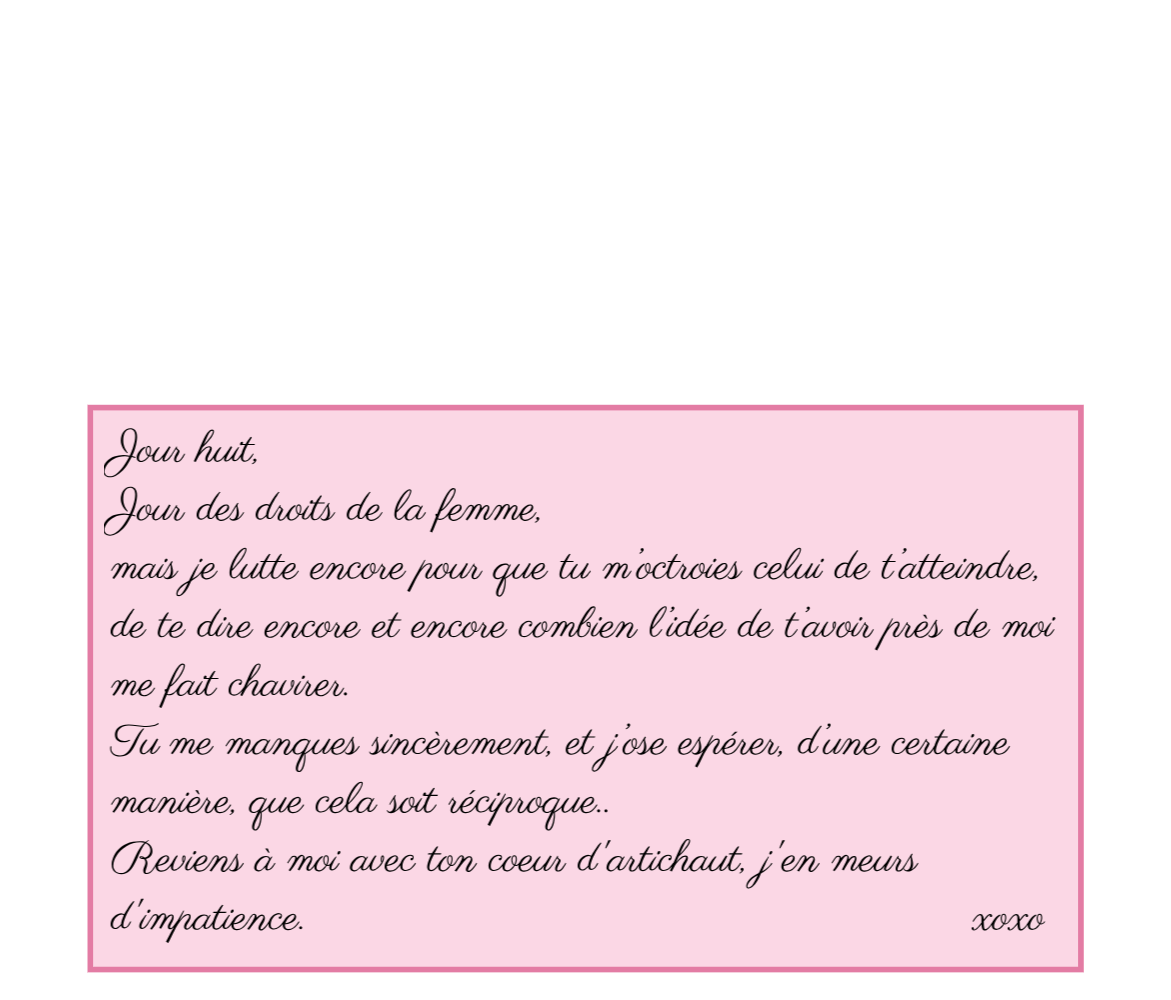 Jour huit,
Jour des droits de la femme,
mais je lutte encore pour que tu m'octroies celui de t'atteindre,
de te dire encore et encore combien l'idée de t'avoir près de moi
me fait chavirer.
Tu me manques sincèrement, et j'ose espérer, d'une certaine
manière, que cela soit réciproque..
Reviens à moi avec ton coeur d'artichaut, j'en meurs
d'impatience. xoxo